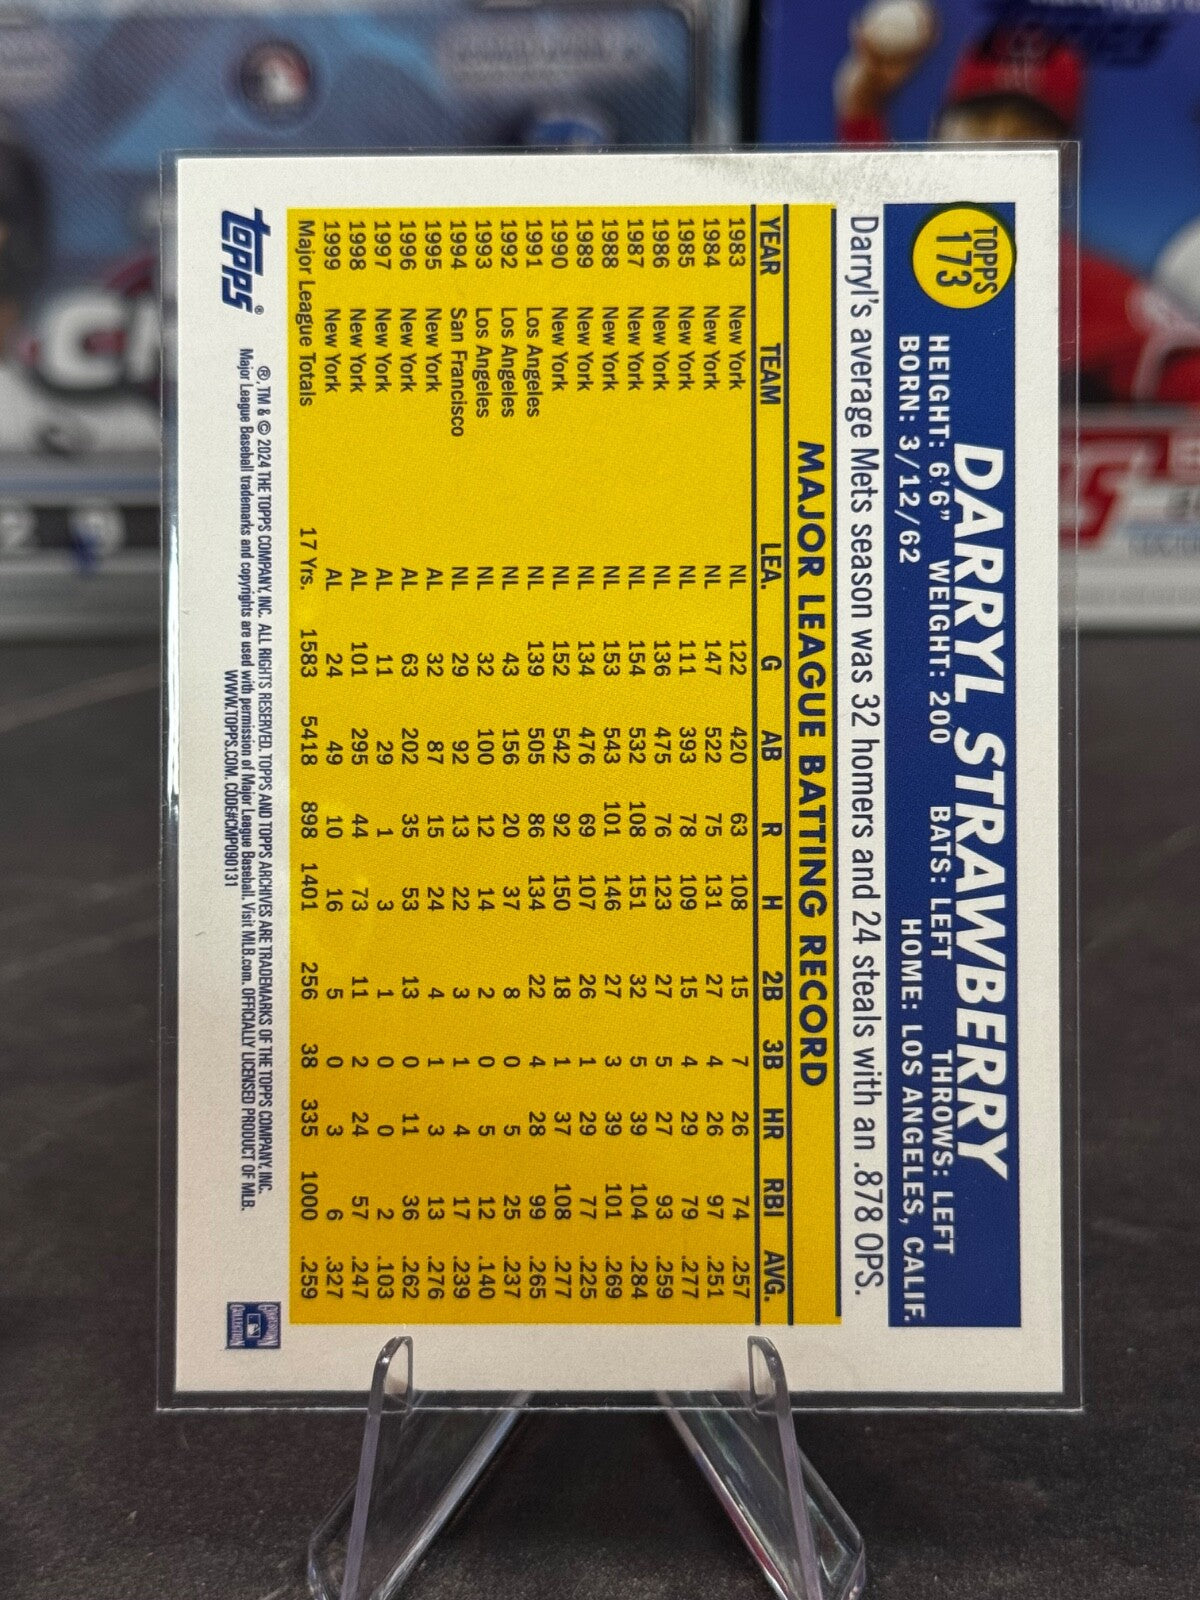 TOPPS
173
DARRYL STRAWBERRY
HEIGHT: 6'6" WEIGHT: 200 BATS: LEFT THROWS: LEFT
BORN: 3/12/62 HOME: LOS ANGELES, CALIF.
Darryl's average Mets season was 32 homers and 24 steals with an .878 OPS.
MAJOR LEAGUE BATTING RECORD
YEAR TEAM LEA. G AB R H 2B 3B HR RBI AVG.
1983 New York NL 122 420 63 108 15 7 26 74 .257
1984 New York NL 147 522 75 131 27 4 26 97 .251
1985 New York NL 111 393 78 109 15 4 29 79 .277
1986 New York NL 136 475 76 123 27 5 27 93 .259
1987 New York NL 154 532 108 151 32 5 39 104 .284
1988 New York NL 153 543 101 146 27 3 39 101 .269
1989 New York NL 134 476 69 107 26 1 29 77 .225
1990 New York NL 152 542 92 150 18 1 37 108 .277
1991 Los Angeles NL 139 505 86 134 22 4 28 99 .265
1992 Los Angeles NL 43 156 20 37 8 0 5 25 .237
1993 Los Angeles NL 32 100 12 14 2 0 5 12 .140
1994 San Francisco NL 29 92 13 22 3 1 4 17 .239
1995 New York AL 32 87 15 24 4 1 3 13 .276
1996 New York AL 63 202 35 53 13 0 11 36 .262
1997 New York AL 11 29 1 3 1 0 0 2 .103
1998 New York AL 101 295 44 73 11 2 24 57 .247
1999 New York AL 24 49 10 16 5 0 3 6 .327
Major League Totals 17 Yrs. 1583 5418 898 1401 256 38 335 1000 .259
topps®
®, TM & © 2024 THE TOPPS COMPANY, INC. ALL RIGHTS RESERVED. TOPPS AND TOPPS ARCHIVES ARE TRADEMARKS OF THE TOPPS COMPANY, INC.
Major League Baseball trademarks and copyrights are used with permission of Major League Baseball. Visit MLB.com. OFFICIALLY LICENSED PRODUCT OF MLB.
WWW.TOPPS.COM. CODE#CMP090131